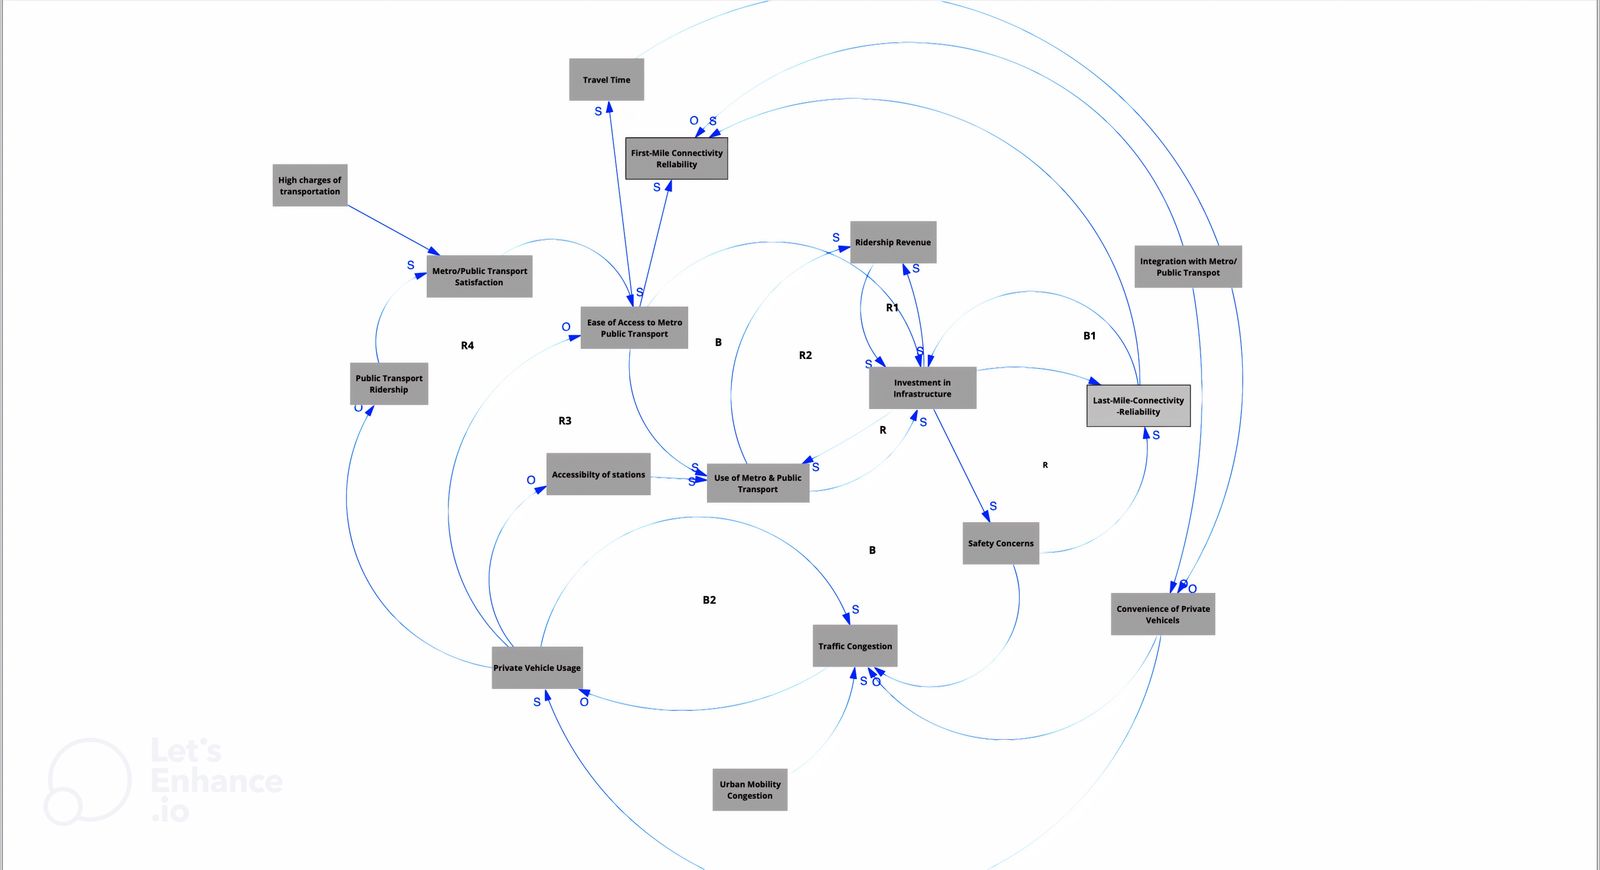 Travel Time
S
O S
First-Mile Connectivity
Rellability
S
High charges of
transportation
Ridership Revenue
S
S
Integration with Metro/
Public Transpot
Metro/Public Transport
Satisfaction
S
S
R1
Ease of Access to Metro
Public Transport
O
B
B1
R4
R2
S
S
Public Transport
Ridership
O
Investment in
Infrastructure
S
Last-Mile-Connectivity
-Reliability
S
R3
R
R
Accessibilty of stations
O
S
S
S
Use of Metro & Public
Transport
S
Safety Concerns
B
B2
S
O
O
Convenience of Private
Vehicels
Traffic Congestion
S
O
Private Vehicle Usage
S
O
Urban Mobility
Congestion
Let's
Enhance
.io